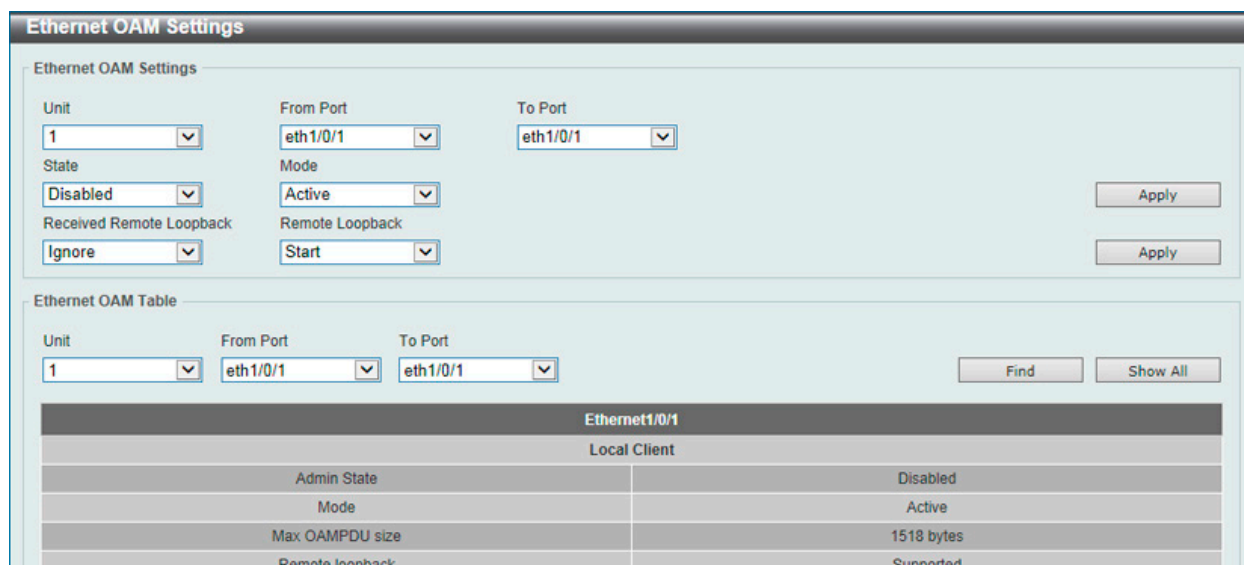 Ethernet OAM Settings
Ethernet OAM Settings
Unit From Port To Port
1 eth1/0/1 eth1/0/1
State Mode
Disabled Active Apply
Received Remote Loopback Remote Loopback
Ignore Start Apply
Ethernet OAM Table
Unit From Port To Port
1 eth1/0/1 eth1/0/1 Find Show All
Ethernet1/0/1
Local Client
Admin State Disabled
Mode Active
Max OAMPDU size 1518 bytes
Remote loopback Supported